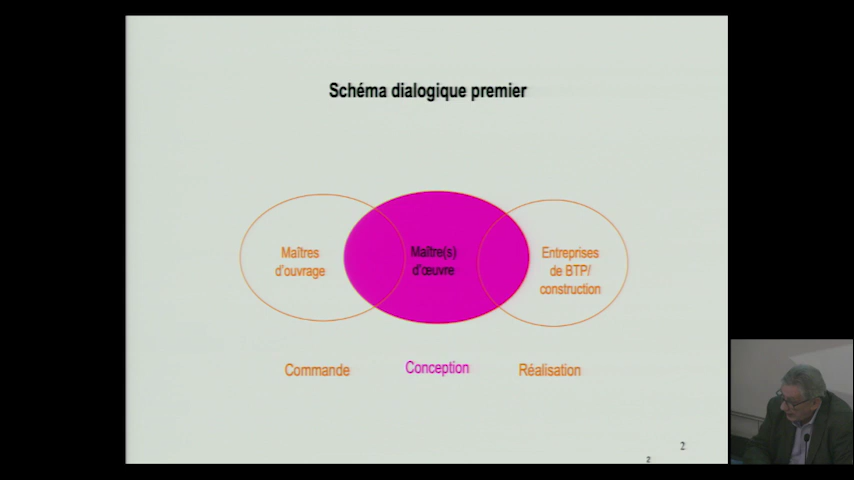 Schéma dialogique premier
Maîtres
d'ouvrage
Maître(s)
d'œuvre
Entreprises
de BTP/
construction
Commande
Conception
Réalisation
2
2